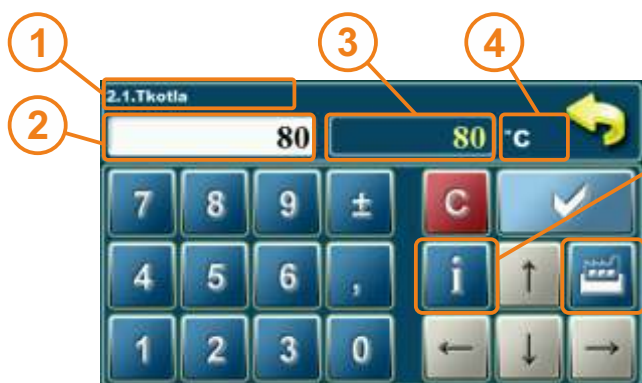 1
3
4
2.1.Tkotla
2
80
80
°C
7 8 9 ± C
4 5 6 , i ↑
1 2 3 0 ← ↓ →